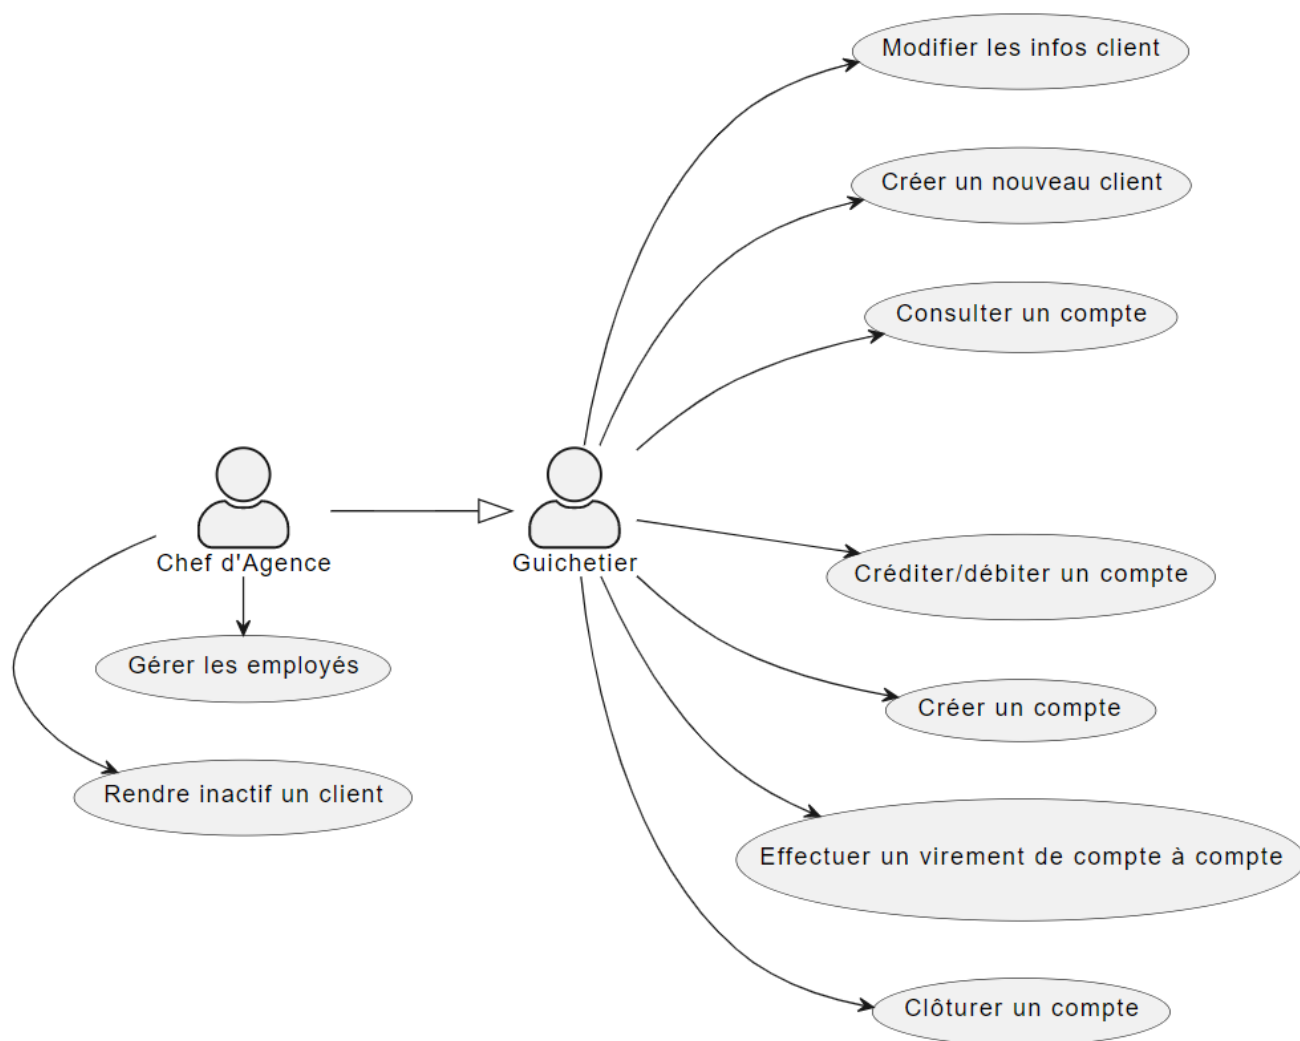 Modifier les infos client
Créer un nouveau client
Consulter un compte
Chef d'Agence
Guichetier
Créditer/débiter un compte
Gérer les employés
Créer un compte
Rendre inactif un client
Effectuer un virement de compte à compte
Clôturer un compte